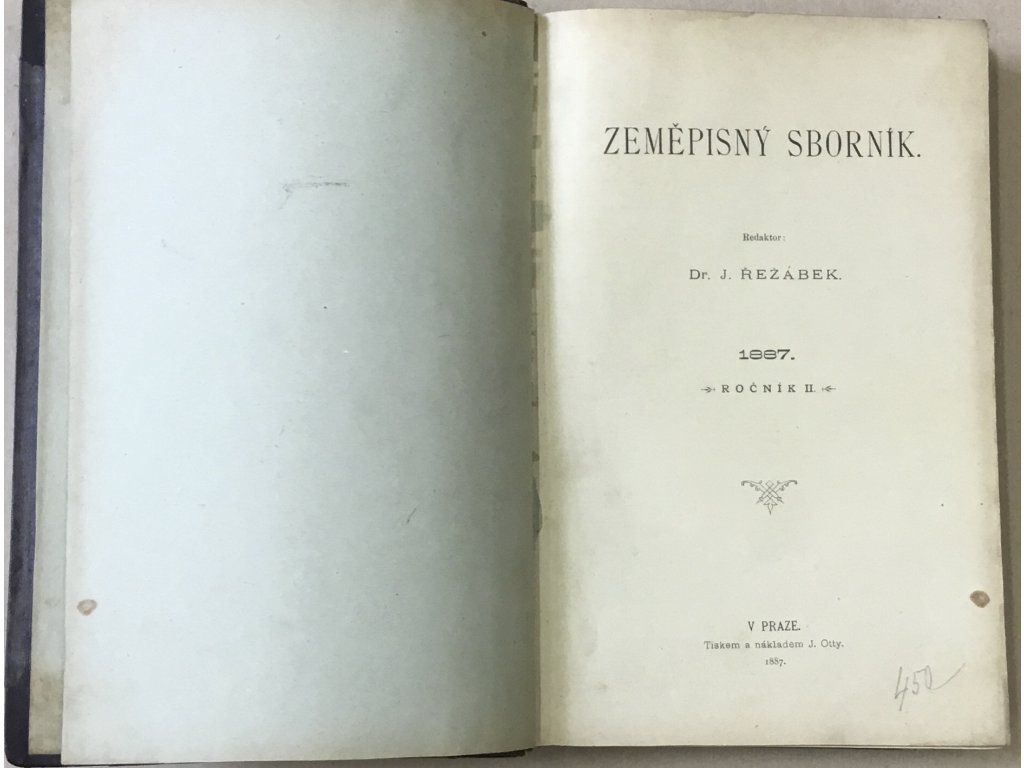 ZEMĚPISNÝ SBORNÍK.
Redaktor:
Dr. J. ŘEŽÁBEK.
1887.
ROČNÍK II.
V PRAZE.
Tiskem a nákladem J. Otty.
1887.
450